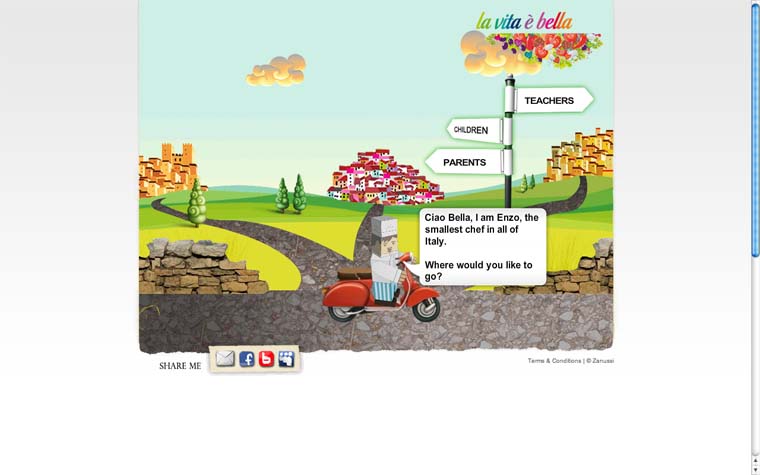 la vita è bella
TEACHERS
CHILDREN
PARENTS
Ciao Bella, I am Enzo, the
smallest chef in all of
Italy.
Where would you like to
go?
SHARE ME
Terms & Conditions | © Zanussi